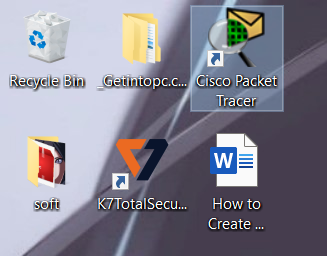 Recycle Bin
_Getintopc.c...
Cisco Packet
Tracer
soft
K7TotalSecu...
How to
Create ...